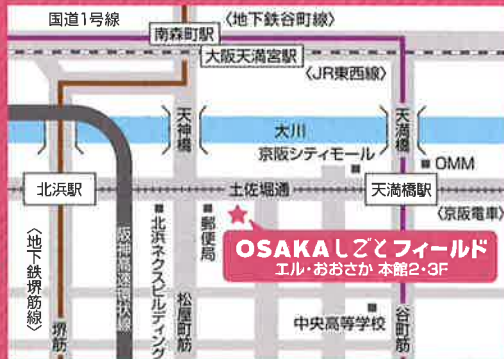 国道1号線
〈地下鉄谷町線〉
南森町駅
大阪天満宮駅
〈JR東西線〉
天神橋
天満橋
大川
京阪シティモール
OMM
北浜駅
土佐堀通
天満橋駅
〈京阪電車〉
〈地下鉄堺筋線〉
阪神高速環状線
北浜ネクスビルディング
郵便局
OSAKAしごとフィールド
エル・おおさか 本館2・3F
堺筋
松屋町筋
中央高等学校
谷町筋